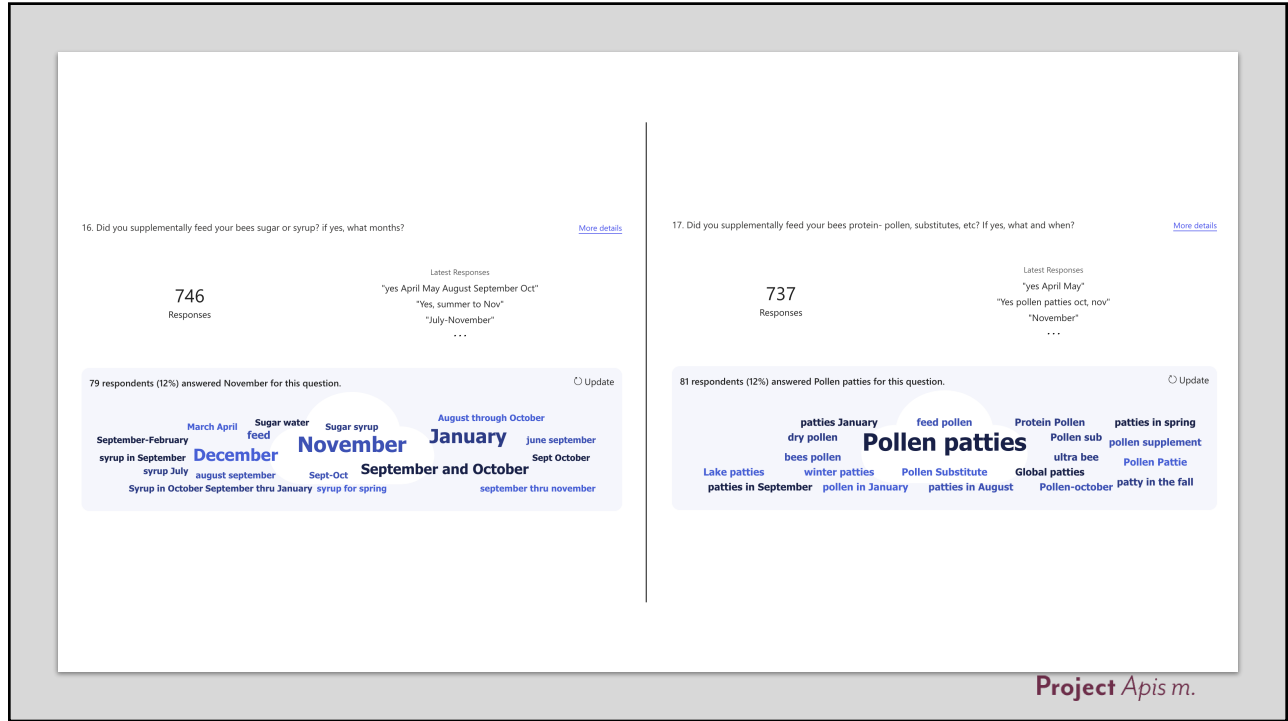 16. Did you supplementally feed your bees sugar or syrup? if yes, what months?
More details
746
Responses
Latest Responses
"yes April May August September Oct"
"Yes, summer to Nov"
"July-November"
...
79 respondents (12%) answered November for this question.
Update
March April
Sugar water
Sugar syrup
August through October
September-February
feed
November
January
june september
syrup in September
December
September and October
Sept October
syrup July
august september
Sept-Oct
Syrup in October
September thru January
syrup for spring
september thru november
17. Did you supplementally feed your bees protein- pollen, substitutes, etc? If yes, what and when?
More details
737
Responses
Latest Responses
"yes April May"
"Yes pollen patties oct, nov"
"November"
...
81 respondents (12%) answered Pollen patties for this question.
Update
patties January
feed pollen
Protein Pollen
patties in spring
dry pollen
Pollen patties
Pollen sub
pollen supplement
bees pollen
ultra bee
Pollen Pattie
Lake patties
winter patties
Pollen Substitute
Global patties
patty in the fall
patties in September
pollen in January
patties in August
Pollen-october
Project Apis m.